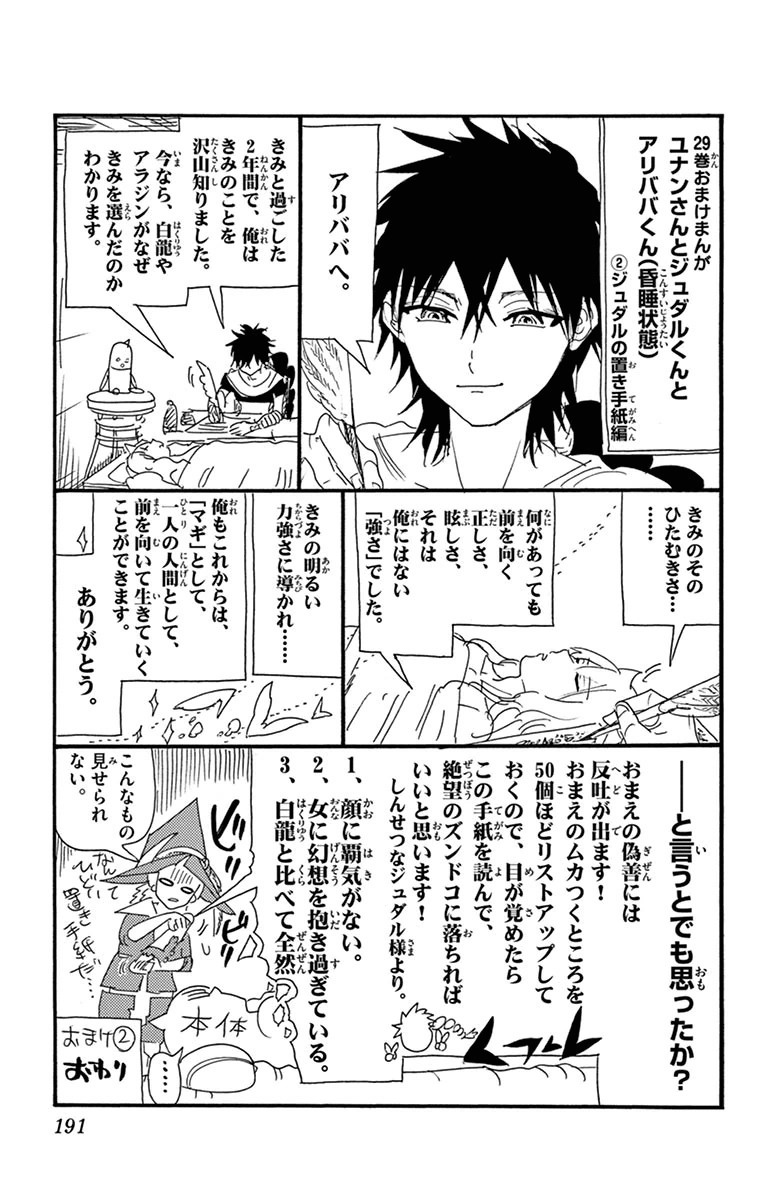 29巻おまけまんが
ユナンさんとジュダルくんと
アリババくん(昏睡状態)
②ジュダルの置き手紙編
アリババへ。
きみと過ごした
2年間で、俺は
きみのことを
沢山知りました。
今なら、白龍や
アラジンがなぜ
きみを選んだのか
わかります。
きみのその
ひたむきさ…
……
何があっても
前を向く
正しさ、
眩しさ、
それは
俺にはない
「強さ」でした。
きみの明るい
力強さに導かれ……
俺もこれからは、
「マギ」として、
一人の人間として、
前を向いて生きていく
ことができます。
ありがとう。
──と言うとでも思ったか?
おまえの偽善には
反吐が出ます!
おまえのムカつくところを
50個ほどリストアップして
おくので、目が覚めたら
この手紙を読んで、
絶望のズンドコに落ちれば
いいと思います!
しんせつなジュダル様より。
1、顔に覇気がない。
2、女に幻想を抱き過ぎている。
3、白龍と比べて全然
こんなもの
見せられ
ない。
なんて
ひどい
置き
手紙だ…
ビリ
ビリ
本体
……
おまけ②
おわり
191